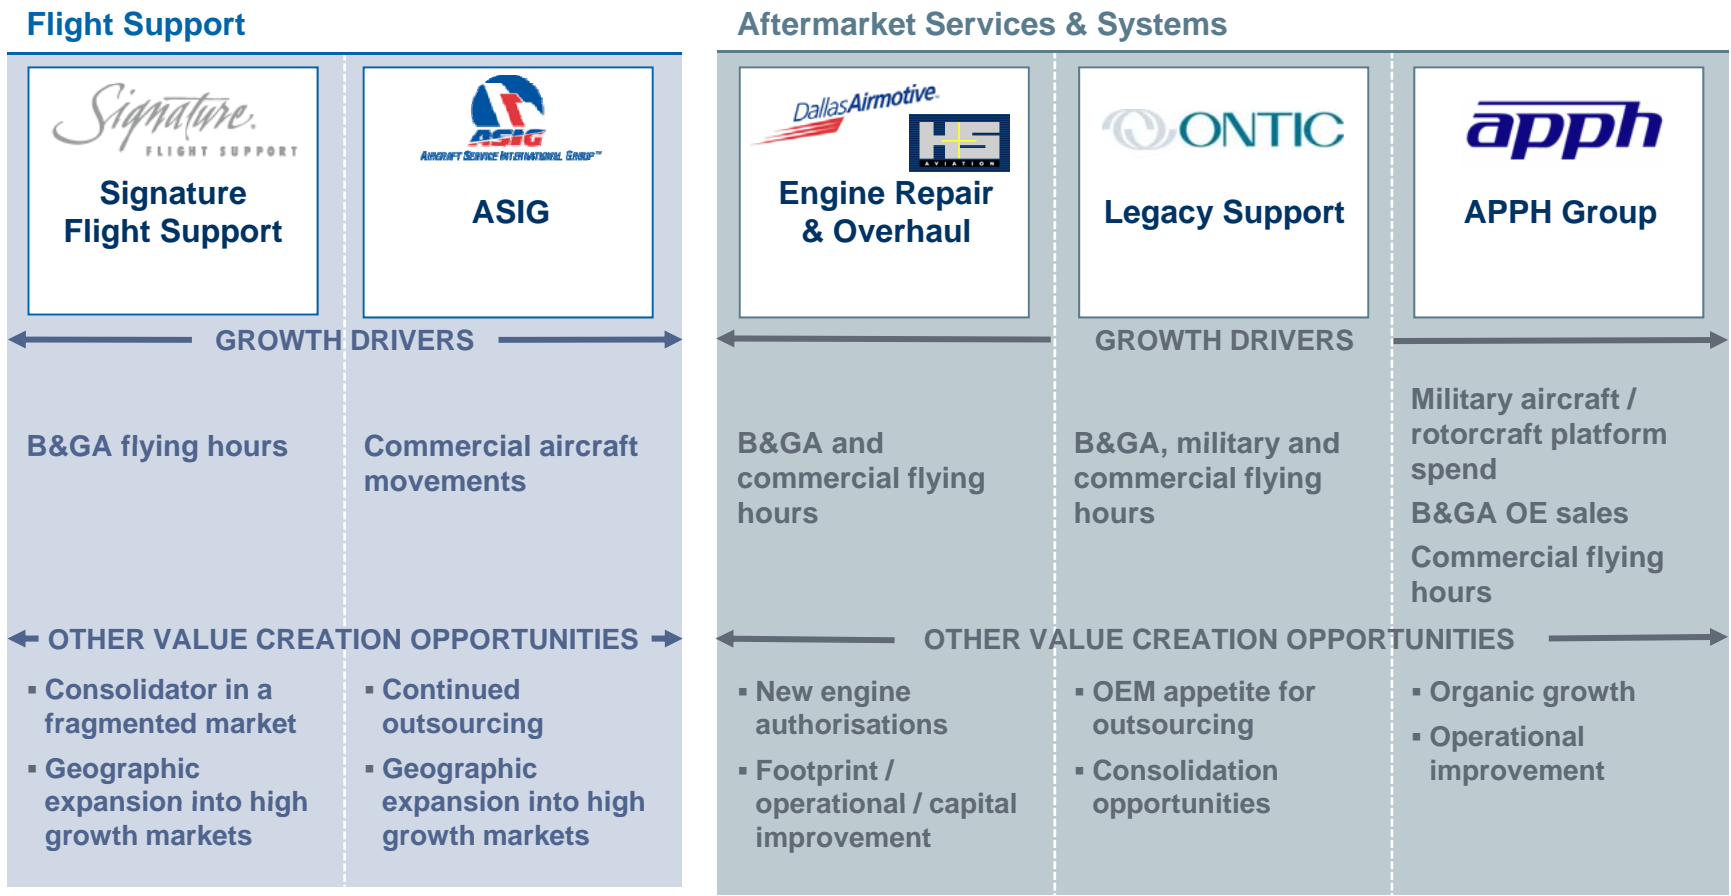 Flight Support
Signature.
FLIGHT SUPPORT
Signature
Flight Support
ASIG
AIRCRAFT SERVICE INTERNATIONAL GROUP™
ASIG
GROWTH DRIVERS
B&GA flying hours
Commercial aircraft
movements
OTHER VALUE CREATION OPPORTUNITIES
▪ Consolidator in a
fragmented market
▪ Geographic
expansion into high
growth markets
▪ Continued
outsourcing
▪ Geographic
expansion into high
growth markets
Aftermarket Services & Systems
Dallas Airmotive
H+S
AVIATION
Engine Repair
& Overhaul
ONTIC
Legacy Support
apph
APPH Group
GROWTH DRIVERS
B&GA and
commercial flying
hours
B&GA, military and
commercial flying
hours
Military aircraft /
rotorcraft platform
spend
B&GA OE sales
Commercial flying
hours
OTHER VALUE CREATION OPPORTUNITIES
▪ New engine
authorisations
▪ Footprint /
operational / capital
improvement
▪ OEM appetite for
outsourcing
▪ Consolidation
opportunities
▪ Organic growth
▪ Operational
improvement